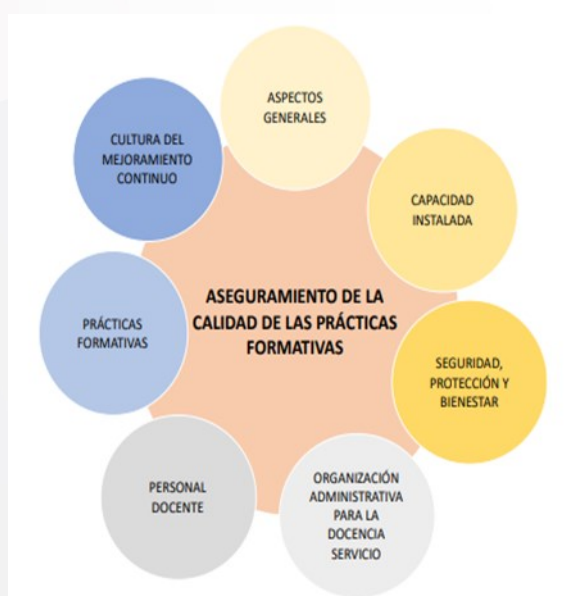 ASPECTOS
GENERALES
CAPACIDAD
INSTALADA
SEGURIDAD,
PROTECCIÓN Y
BIENESTAR
ORGANIZACIÓN
ADMINISTRATIVA
PARA LA
DOCENCIA
SERVICIO
PERSONAL
DOCENTE
PRÁCTICAS
FORMATIVAS
CULTURA DEL
MEJORAMIENTO
CONTINUO
ASEGURAMIENTO DE LA
CALIDAD DE LAS PRÁCTICAS
FORMATIVAS